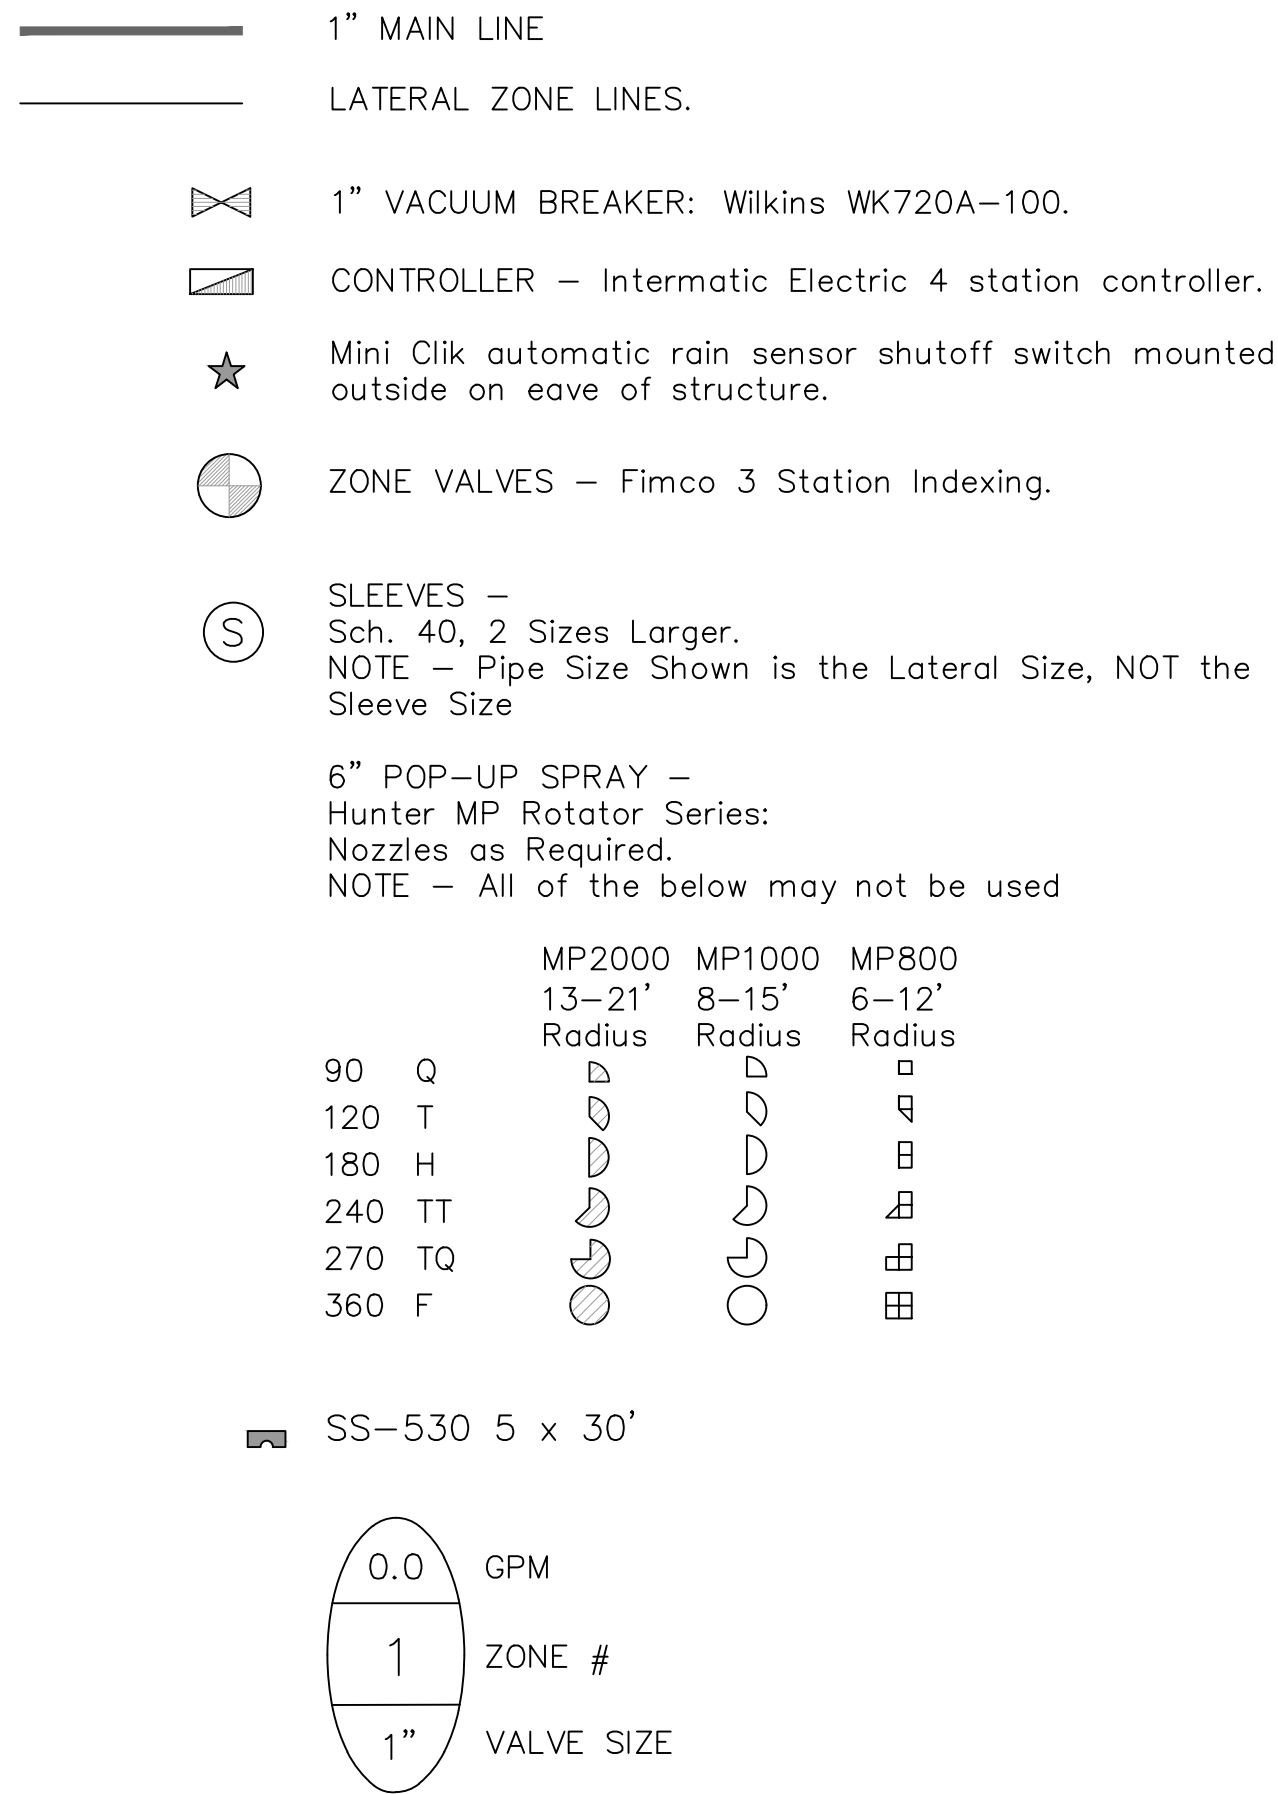 1” MAIN LINE
LATERAL ZONE LINES.
1” VACUUM BREAKER: Wilkins WK720A–100.
CONTROLLER – Intermatic Electric 4 station controller.
Mini Clik automatic rain sensor shutoff switch mounted
outside on eave of structure.
ZONE VALVES – Fimco 3 Station Indexing.
SLEEVES –
S
Sch. 40, 2 Sizes Larger.
NOTE – Pipe Size Shown is the Lateral Size, NOT the
Sleeve Size
6” POP–UP SPRAY –
Hunter MP Rotator Series:
Nozzles as Required.
NOTE – All of the below may not be used
MP2000 MP1000 MP800
13–21’ 8–15’ 6–12’
Radius Radius Radius
90 Q
120 T
180 H
240 TT
270 TQ
360 F
SS–530 5 x 30’
0.0 GPM
1 ZONE #
1” VALVE SIZE